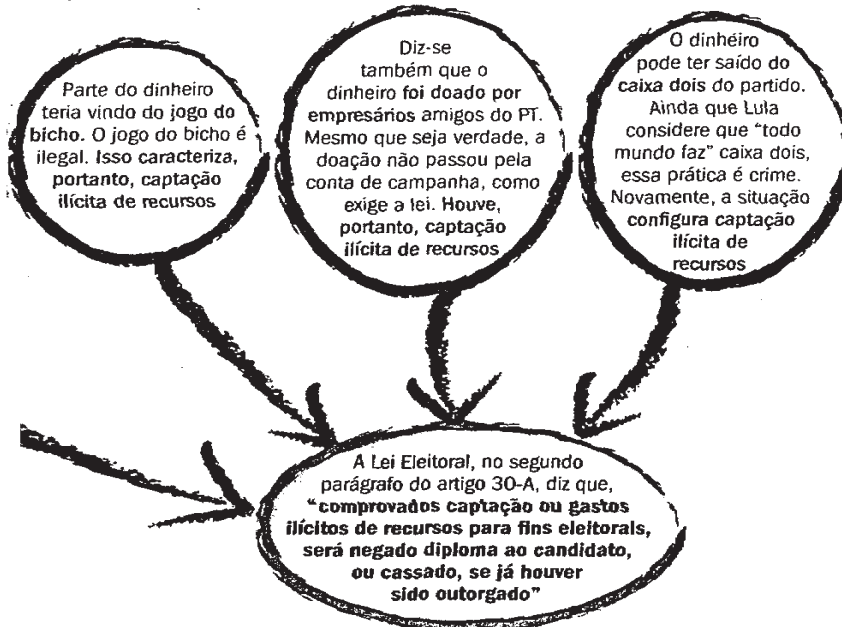 Parte do dinheiro
teria vindo do jogo do
bicho. O jogo do bicho é
ilegal. Isso caracteriza,
portanto, captação
ilícita de recursos
Diz-se
também que o
dinheiro foi doado por
empresários amigos do PT.
Mesmo que seja verdade, a
doação não passou pela
conta de campanha, como
exige a lei. Houve,
portanto, captação
ilícita de recursos
O dinheiro
pode ter saído do
caixa dois do partido.
Ainda que Lula
considere que "todo
mundo faz" caixa dois,
essa prática é crime.
Novamente, a situação
configura captação
ilícita de
recursos
A Lei Eleitoral, no segundo
parágrafo do artigo 30-A, diz que,
"comprovados captação ou gastos
ilícitos de recursos para fins eleitorais,
será negado diploma ao candidato,
ou cassado, se já houver
sido outorgado"